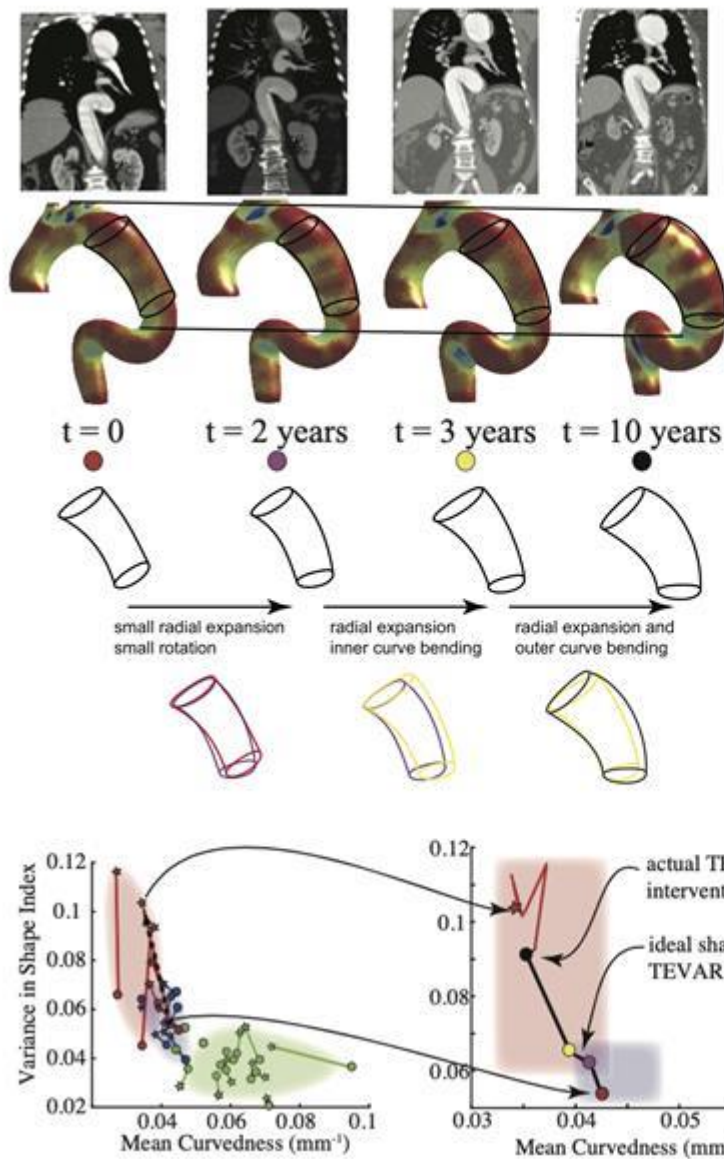 t = 0
t = 2 years
t = 3 years
t = 10 years
small radial expansion
small rotation
radial expansion
inner curve bending
radial expansion and
outer curve bending
0.12
0.1
0.08
0.06
0.04
0.02
0.04
0.06
0.08
0.1
Variance in Shape Index
Mean Curvedness (mm⁻¹)
0.12
0.1
0.08
0.06
0.03
0.04
0.05
actual TE
intervent
ideal sha
TEVAR
Mean Curvedness (mm